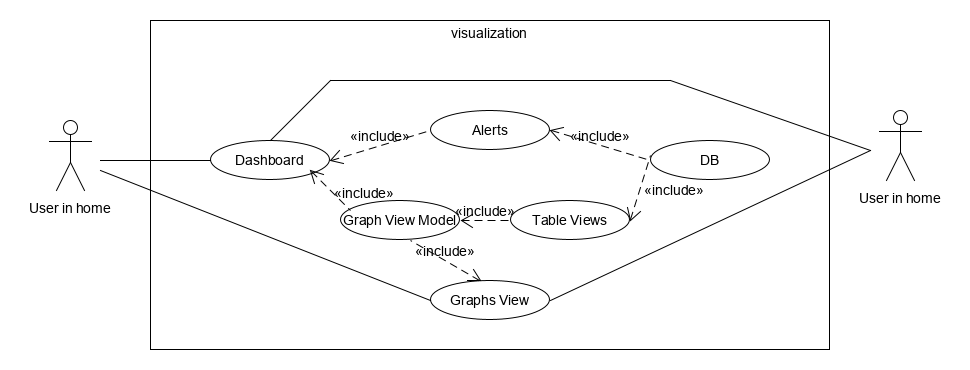 visualization
Alerts
«include»
«include»
Dashboard
DB
«include»
«include»
User in home
User in home
Graph View Model
«include»
Table Views
«include»
Graphs View